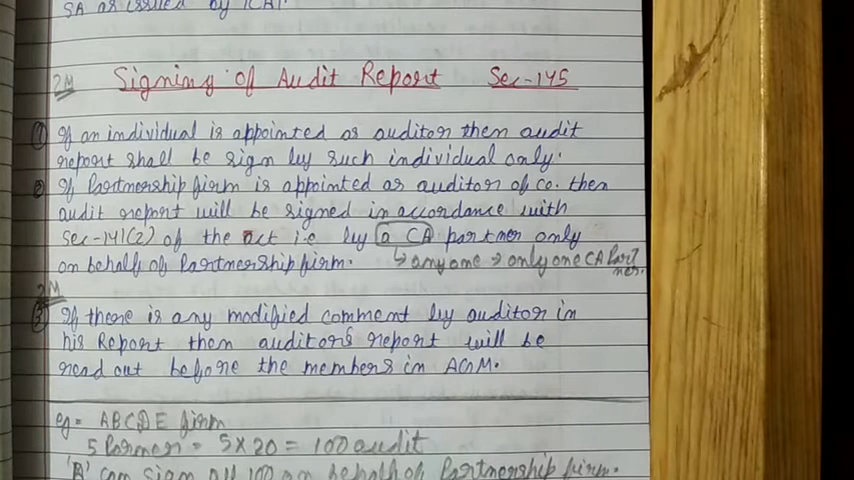 SA as issued by ICAI.
2M Signing of Audit Report Sec-145
① If an individual is appointed as auditor then audit
report shall be sign by such individual only.
② If Partnership firm is appointed as auditor of co. then
audit report will be signed in accordance with
Sec-141(2) of the act i.e by a CA partner only
on behalf of Partnership firm. ↳ anyone → only one CA Partner.
2M
③ If there is any modified comment by auditor in
his Report then auditor's report will be
read out before the members in AGM.
eg = ABCDE firm
5 Partner = 5 x 20 = 100 audit
'A' can sign all 100 on behalf of Partnership firm.